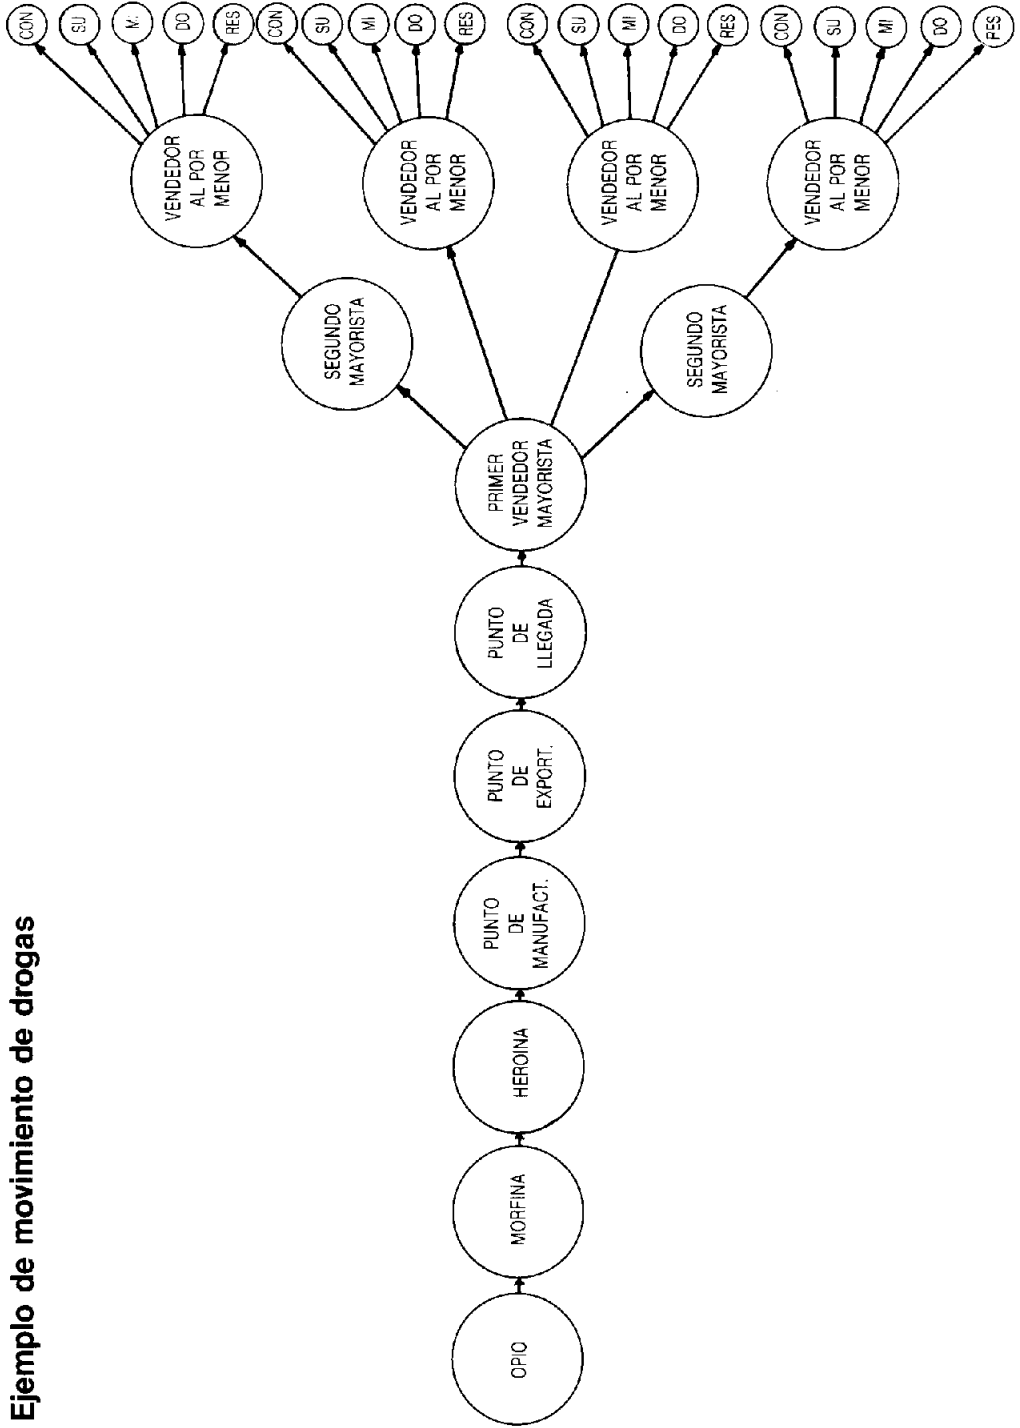 Ejemplo de movimiento de drogas
OPIO
MORFINA
HEROINA
PUNTO
DE
MANUFACT.
PUNTO
DE
EXPORT.
PUNTO
DE
LLEGADA
PRIMER
VENDEDOR
MAYORISTA
SEGUNDO
MAYORISTA
SEGUNDO
MAYORISTA
VENDEDOR
AL POR
MENOR
VENDEDOR
AL POR
MENOR
VENDEDOR
AL POR
MENOR
VENDEDOR
AL POR
MENOR
CON
SU
M.
DO
RES
CON
SU
MI
DO
RES
CON
SU
MI
DO
RES
CON
SU
MI
DO
RES